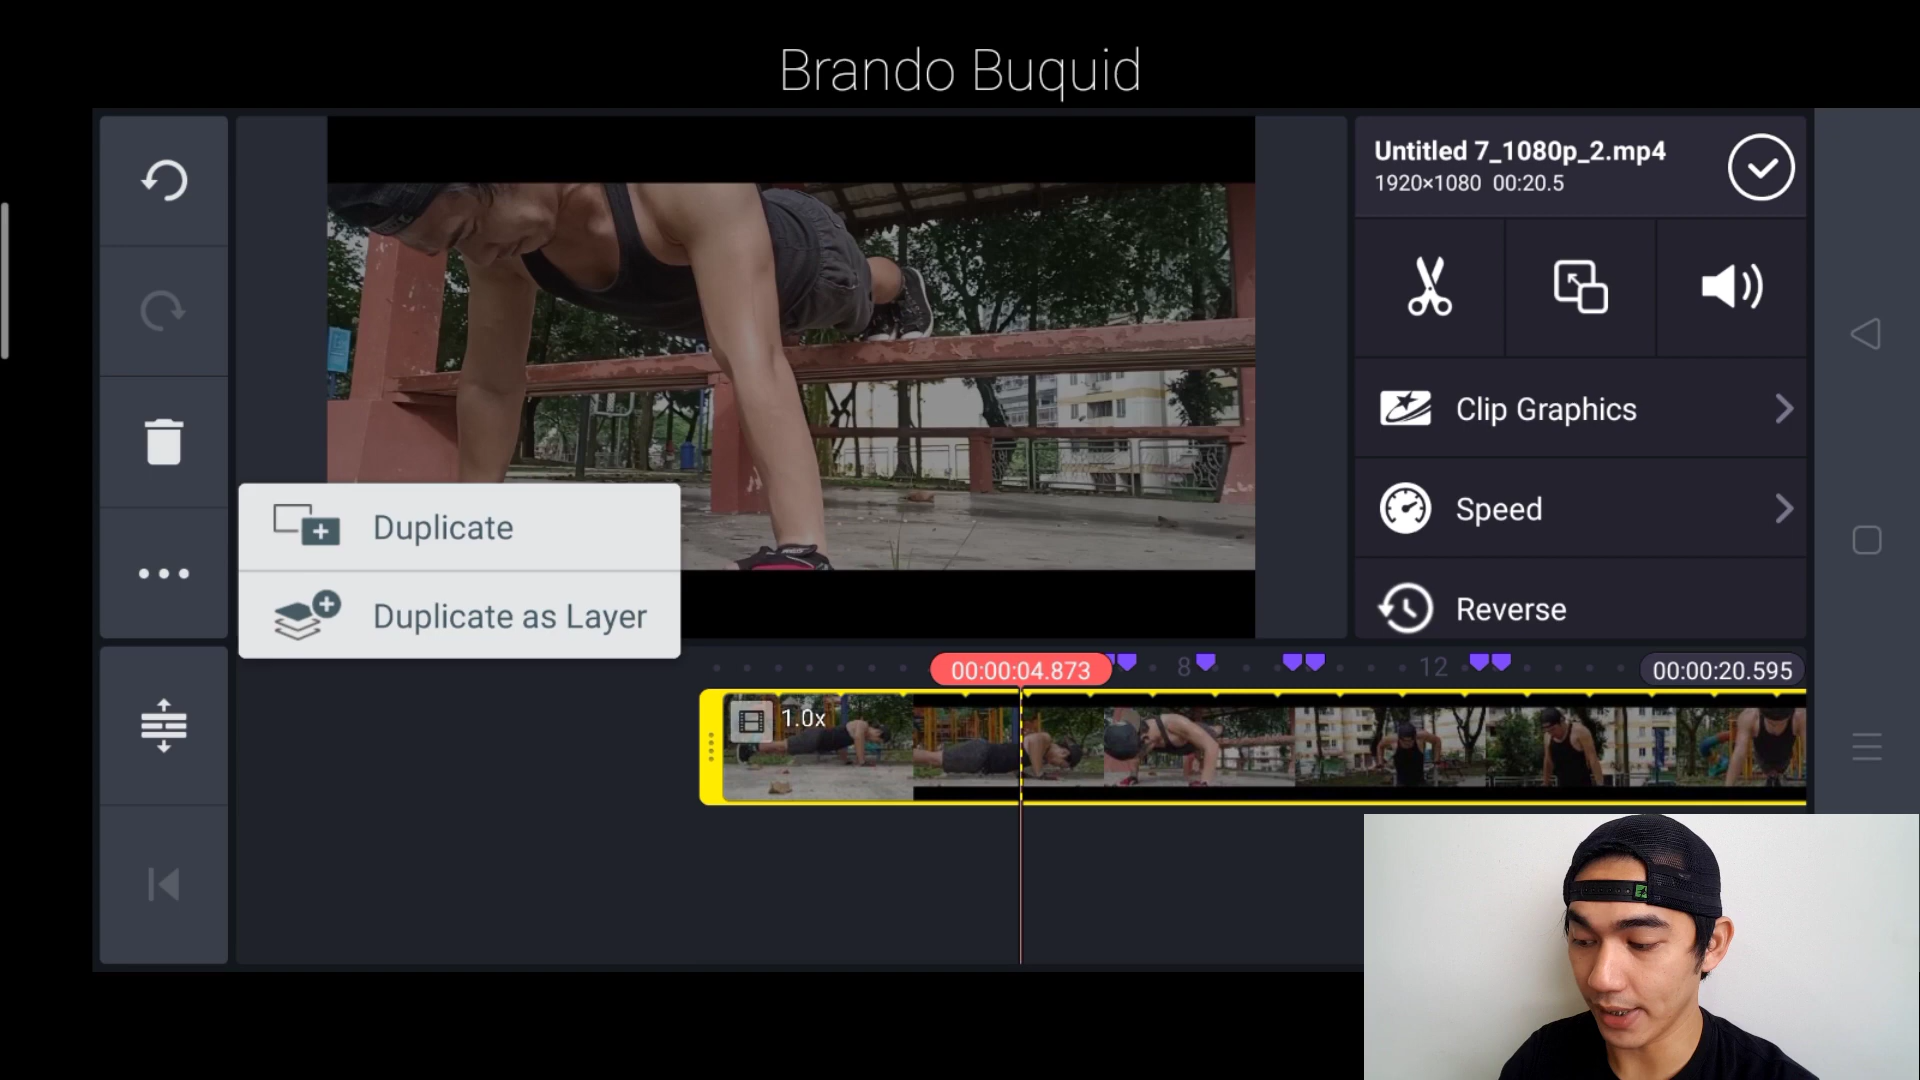 Brando Buquid
Untitled 7_1080p_2.mp4
1920×1080 00:20.5
Clip Graphics
Speed
Reverse
Duplicate
Duplicate as Layer
00:00:04.873
8
12
00:00:20.595
1.0x